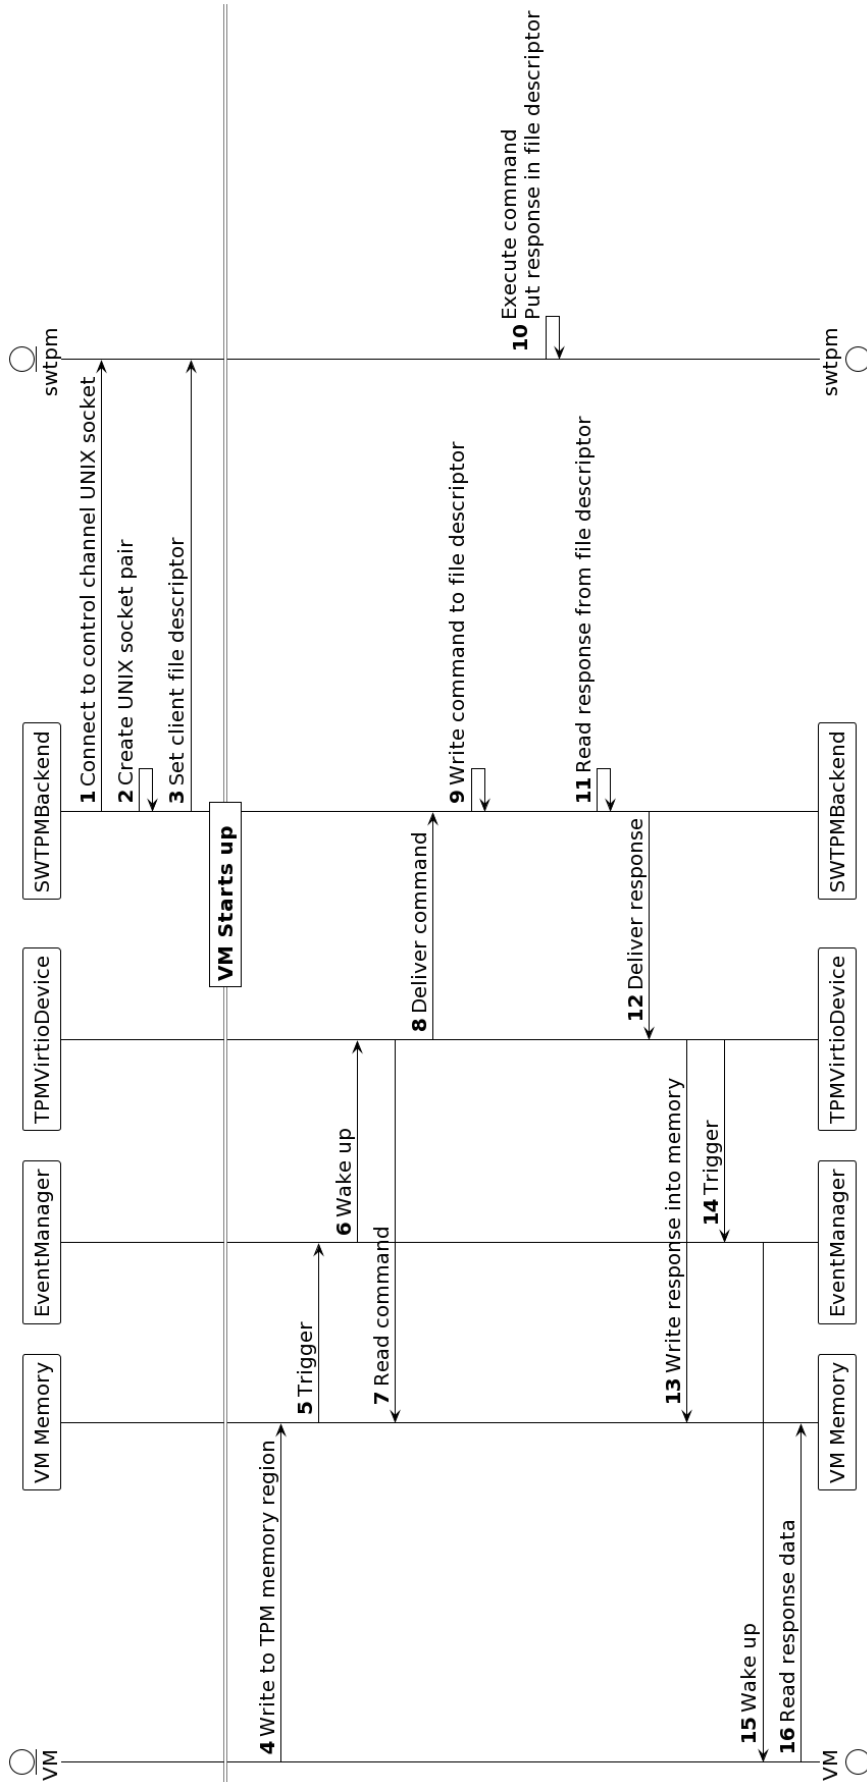 VM
VM Memory
EventManager
TPMVirtioDevice
SWTPMBackend
swtpm
1 Connect to control channel UNIX socket
2 Create UNIX socket pair
3 Set client file descriptor
VM Starts up
4 Write to TPM memory region
5 Trigger
6 Wake up
7 Read command
8 Deliver command
9 Write command to file descriptor
10 Execute command
Put response in file descriptor
11 Read response from file descriptor
12 Deliver response
13 Write response into memory
14 Trigger
15 Wake up
16 Read response data
VM
VM Memory
EventManager
TPMVirtioDevice
SWTPMBackend
swtpm